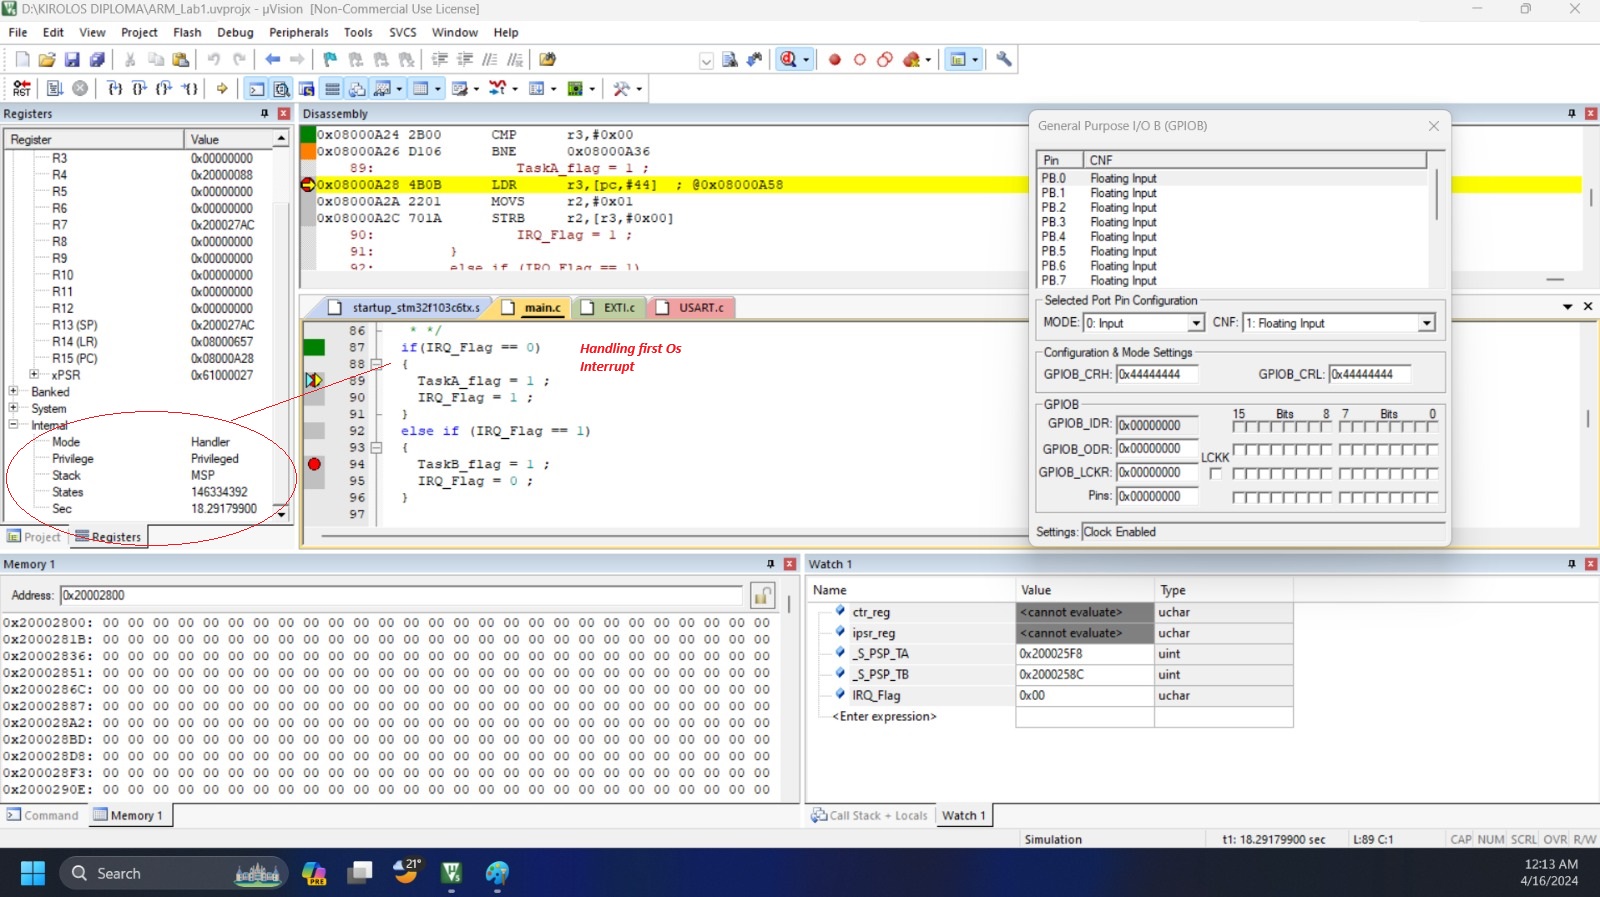 D:\KIROLOS DIPLOMA\ARM_Lab1.uvprojx - µVision  [Non-Commercial Use License]
File Edit View Project Flash Debug Peripherals Tools SVCS Window Help
Registers
Register Value
R3 0x00000000
R4 0x20000088
R5 0x00000000
R6 0x00000000
R7 0x200027AC
R8 0x00000000
R9 0x00000000
R10 0x00000000
R11 0x00000000
R12 0x00000000
R13 (SP) 0x200027AC
R14 (LR) 0x08000657
R15 (PC) 0x08000A28
xPSR 0x61000027
Banked
System
Internal
Mode Handler
Privilege Privileged
Stack MSP
States 146334392
Sec 18.29179900
Project Registers
Disassembly
0x08000A24 2B00 CMP r3,#0x00
0x08000A26 D106 BNE 0x08000A36
89: TaskA_flag = 1 ;
0x08000A28 4B0B LDR r3,[pc,#44] ; @0x08000A58
0x08000A2A 2201 MOVS r2,#0x01
0x08000A2C 701A STRB r2,[r3,#0x00]
90: IRQ_Flag = 1 ;
91: }
92: else if (IRQ_Flag == 1)
startup_stm32f103c6tx.s main.c EXTI.c USART.c
86 * */
87 if(IRQ_Flag == 0)
88 {
89 TaskA_flag = 1 ;
90 IRQ_Flag = 1 ;
91 }
92 else if (IRQ_Flag == 1)
93 {
94 TaskB_flag = 1 ;
95 IRQ_Flag = 0 ;
96 }
97
Handling first Os
Interrupt
General Purpose I/O B (GPIOB)
Pin CNF
PB.0 Floating Input
PB.1 Floating Input
PB.2 Floating Input
PB.3 Floating Input
PB.4 Floating Input
PB.5 Floating Input
PB.6 Floating Input
PB.7 Floating Input
Selected Port Pin Configuration
MODE: 0: Input CNF: 1: Floating Input
Configuration & Mode Settings
GPIOB_CRH: 0x44444444 GPIOB_CRL: 0x44444444
GPIOB
15 Bits 8 7 Bits 0
GPIOB_IDR: 0x00000000
GPIOB_ODR: 0x00000000
LCKK
GPIOB_LCKR: 0x00000000
Pins: 0x00000000
Settings: Clock Enabled
Memory 1
Address: 0x20002800
0x20002800: 00 00 00 00 00 00 00 00 00 00 00 00 00 00 00 00 00 00 00 00 00 00 00 00 00 00 00
0x2000281B: 00 00 00 00 00 00 00 00 00 00 00 00 00 00 00 00 00 00 00 00 00 00 00 00 00 00 00
0x20002836: 00 00 00 00 00 00 00 00 00 00 00 00 00 00 00 00 00 00 00 00 00 00 00 00 00 00 00
0x20002851: 00 00 00 00 00 00 00 00 00 00 00 00 00 00 00 00 00 00 00 00 00 00 00 00 00 00 00
0x2000286C: 00 00 00 00 00 00 00 00 00 00 00 00 00 00 00 00 00 00 00 00 00 00 00 00 00 00 00
0x20002887: 00 00 00 00 00 00 00 00 00 00 00 00 00 00 00 00 00 00 00 00 00 00 00 00 00 00 00
0x200028A2: 00 00 00 00 00 00 00 00 00 00 00 00 00 00 00 00 00 00 00 00 00 00 00 00 00 00 00
0x200028BD: 00 00 00 00 00 00 00 00 00 00 00 00 00 00 00 00 00 00 00 00 00 00 00 00 00 00 00
0x200028D8: 00 00 00 00 00 00 00 00 00 00 00 00 00 00 00 00 00 00 00 00 00 00 00 00 00 00 00
0x200028F3: 00 00 00 00 00 00 00 00 00 00 00 00 00 00 00 00 00 00 00 00 00 00 00 00 00 00 00
0x2000290E: 00 00 00 00 00 00 00 00 00 00 00 00 00 00 00 00 00 00 00 00 00 00 00 00 00 00 00
Command Memory 1
Watch 1
Name Value Type
ctr_reg <cannot evaluate> uchar
ipsr_reg <cannot evaluate> uchar
_S_PSP_TA 0x200025F8 uint
_S_PSP_TB 0x2000258C uint
IRQ_Flag 0x00 uchar
<Enter expression>
Call Stack + Locals Watch 1
Simulation t1: 18.29179900 sec L:89 C:1 CAP NUM SCRL OVR R/W
Search
PRE
21°
12:13 AM
4/16/2024